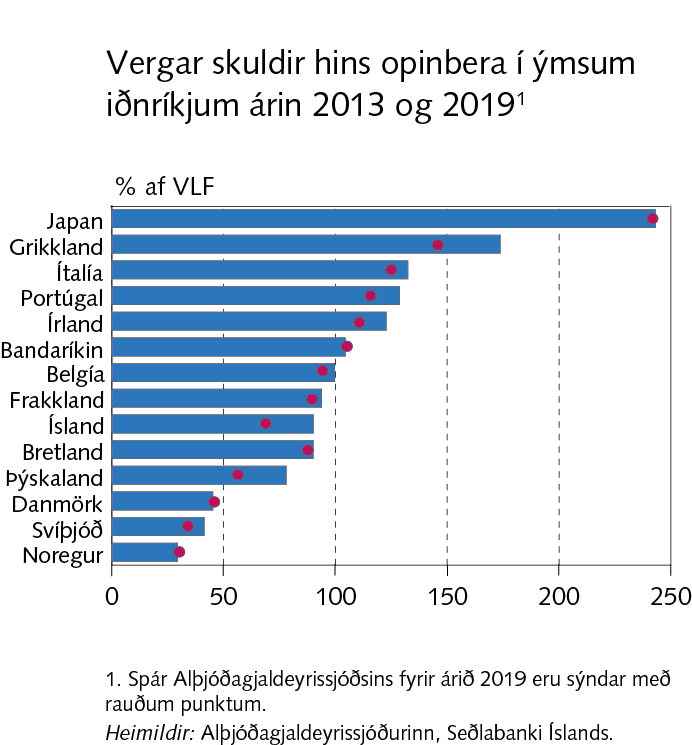 Vergar skuldir hins opinbera í ýmsum
iðnríkjum árin 2013 og 2019¹
% af VLF
Japan
Grikkland
Ítalía
Portúgal
Írland
Bandaríkin
Belgía
Frakkland
Ísland
Bretland
Þýskaland
Danmörk
Svíþjóð
Noregur
0 50 100 150 200 250
1. Spár Alþjóðagjaldeyrissjóðsins fyrir árið 2019 eru sýndar með
rauðum punktum.
Heimildir: Alþjóðagjaldeyrissjóðurinn, Seðlabanki Íslands.